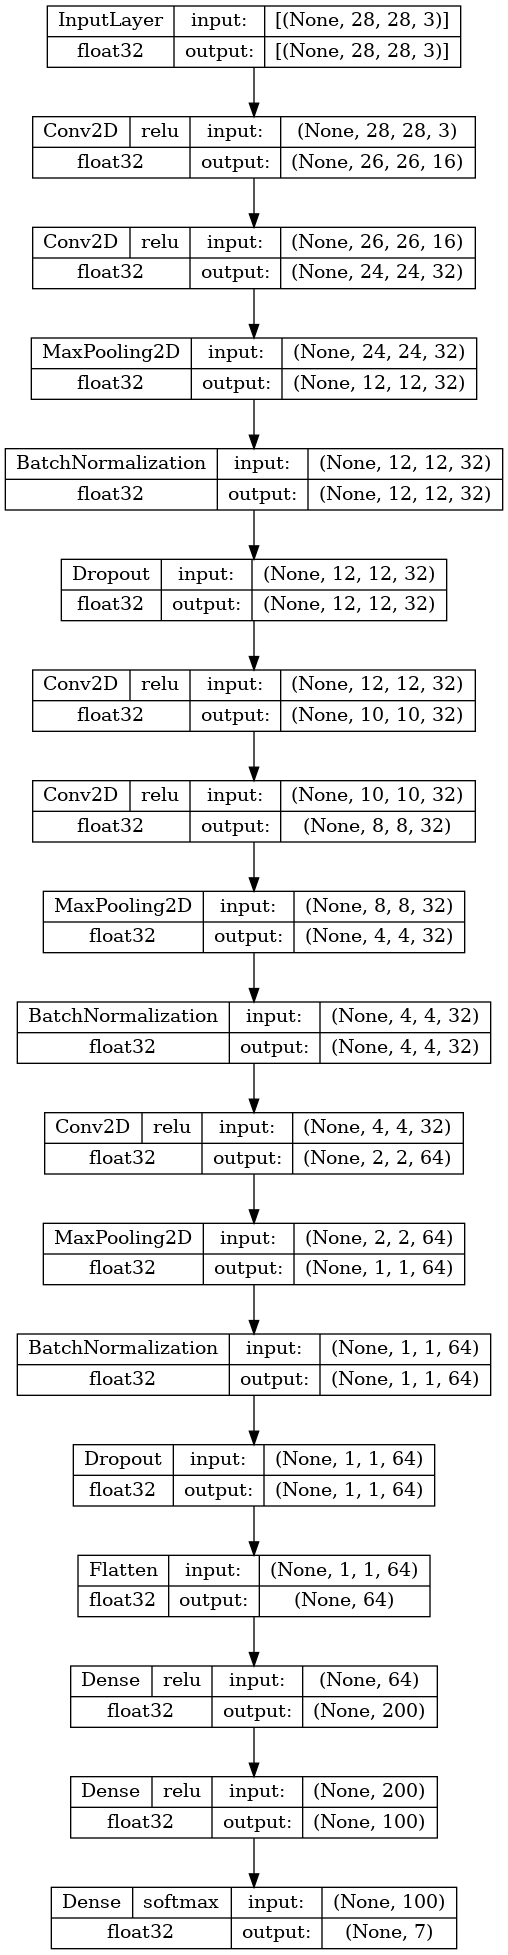 InputLayer input: [(None, 28, 28, 3)]
float32 output: [(None, 28, 28, 3)]
Conv2D relu input: (None, 28, 28, 3)
float32 output: (None, 26, 26, 16)
Conv2D relu input: (None, 26, 26, 16)
float32 output: (None, 24, 24, 32)
MaxPooling2D input: (None, 24, 24, 32)
float32 output: (None, 12, 12, 32)
BatchNormalization input: (None, 12, 12, 32)
float32 output: (None, 12, 12, 32)
Dropout input: (None, 12, 12, 32)
float32 output: (None, 12, 12, 32)
Conv2D relu input: (None, 12, 12, 32)
float32 output: (None, 10, 10, 32)
Conv2D relu input: (None, 10, 10, 32)
float32 output: (None, 8, 8, 32)
MaxPooling2D input: (None, 8, 8, 32)
float32 output: (None, 4, 4, 32)
BatchNormalization input: (None, 4, 4, 32)
float32 output: (None, 4, 4, 32)
Conv2D relu input: (None, 4, 4, 32)
float32 output: (None, 2, 2, 64)
MaxPooling2D input: (None, 2, 2, 64)
float32 output: (None, 1, 1, 64)
BatchNormalization input: (None, 1, 1, 64)
float32 output: (None, 1, 1, 64)
Dropout input: (None, 1, 1, 64)
float32 output: (None, 1, 1, 64)
Flatten input: (None, 1, 1, 64)
float32 output: (None, 64)
Dense relu input: (None, 64)
float32 output: (None, 200)
Dense relu input: (None, 200)
float32 output: (None, 100)
Dense softmax input: (None, 100)
float32 output: (None, 7)